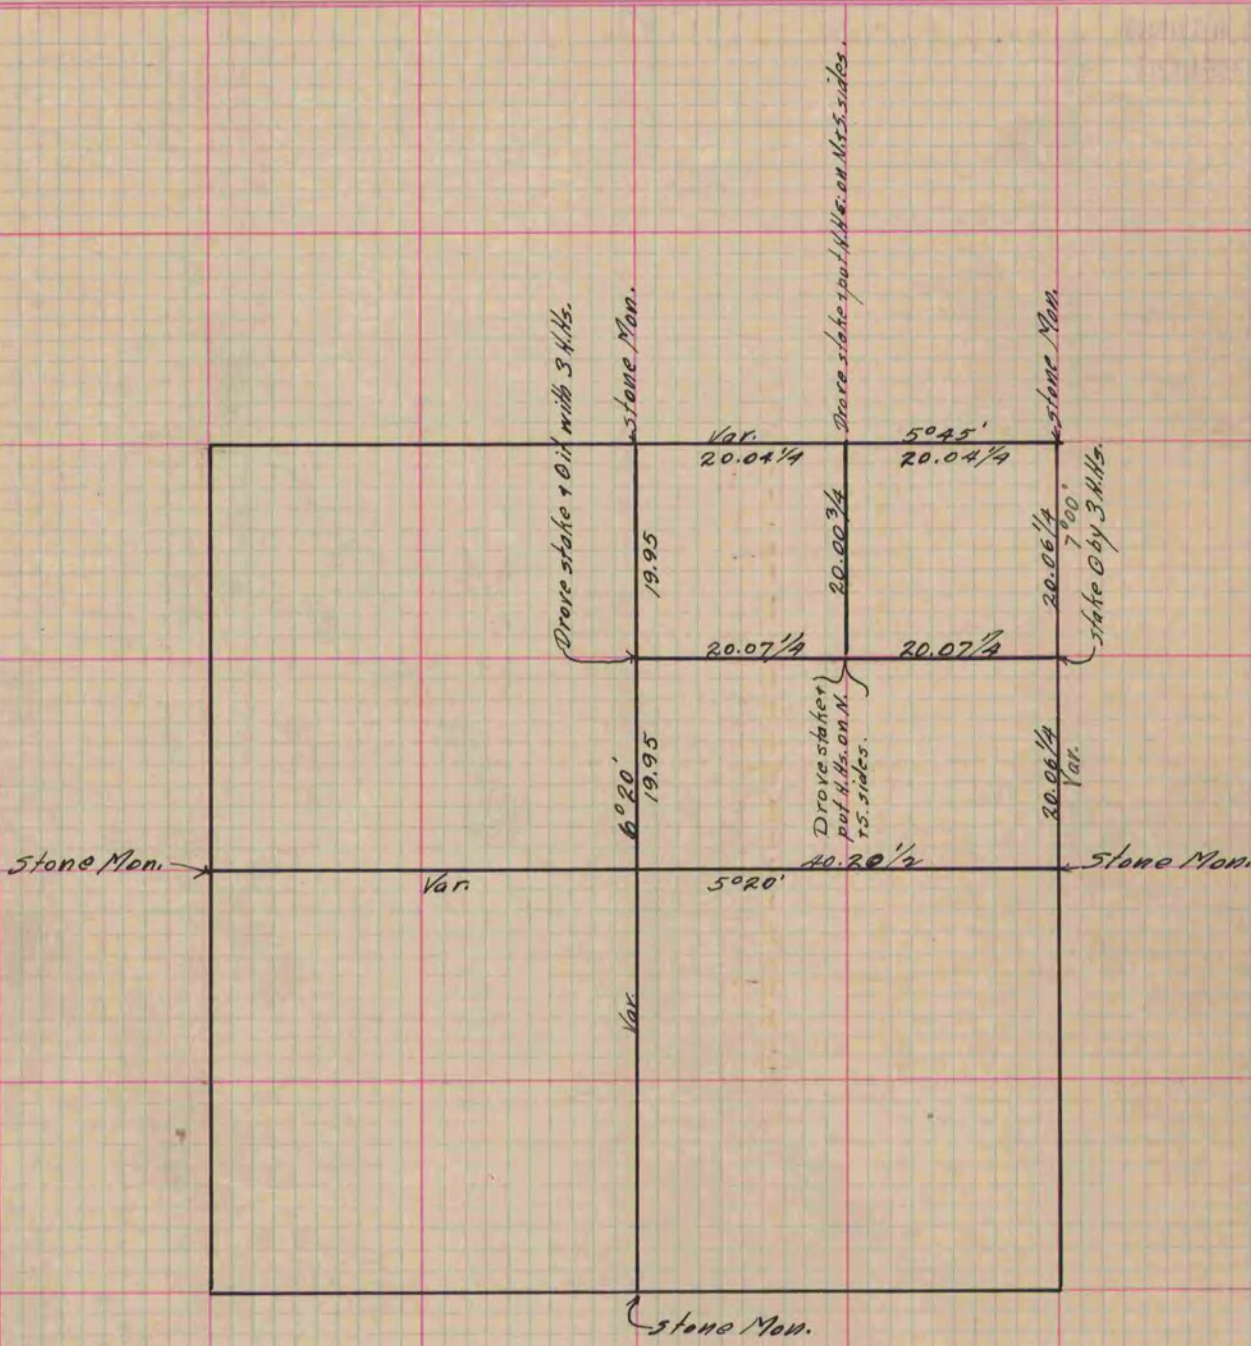 Drove stake & put H.Hs. on N.& S. sides.
Drove stake & ⊙ it with 3 H.Hs.
stone Mon.
stone Mon.
Var.
5°45'
20.04 1/4
20.04 1/4
19.95
20.00 3/4
20.06 1/4
7°00'
stake ⊙ by 3 H.Hs.
20.07 1/4
20.07 1/4
Drove stake &
put H.Hs. on N.
& S. sides.
6°20'
19.95
20.06 1/4
Var.
40.20 1/2
Stone Mon.
Var.
5°20'
Stone Mon.
Var.
stone Mon.